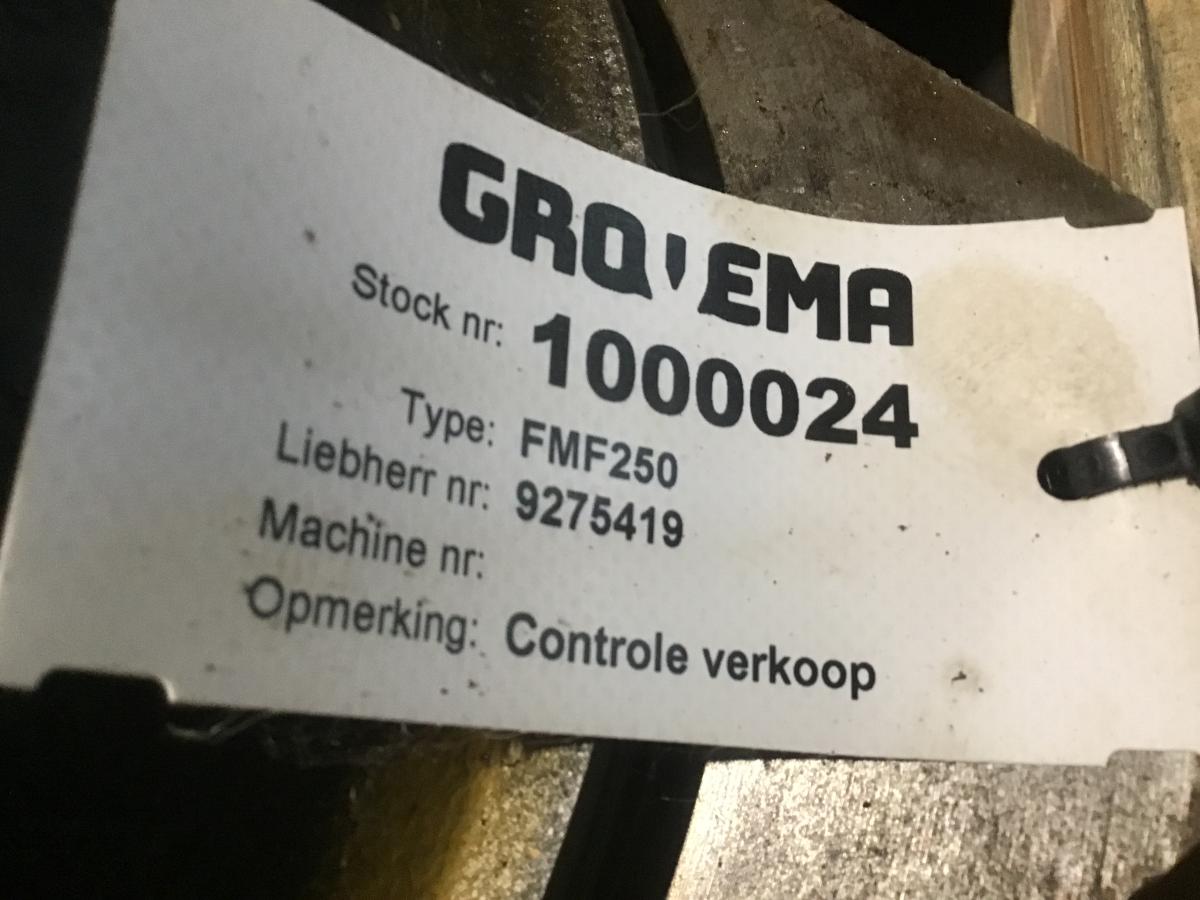 GRO'EMA
Stock nr: 1000024
Type: FMF250
Liebherr nr: 9275419
Machine nr:
Opmerking: Controle verkoop